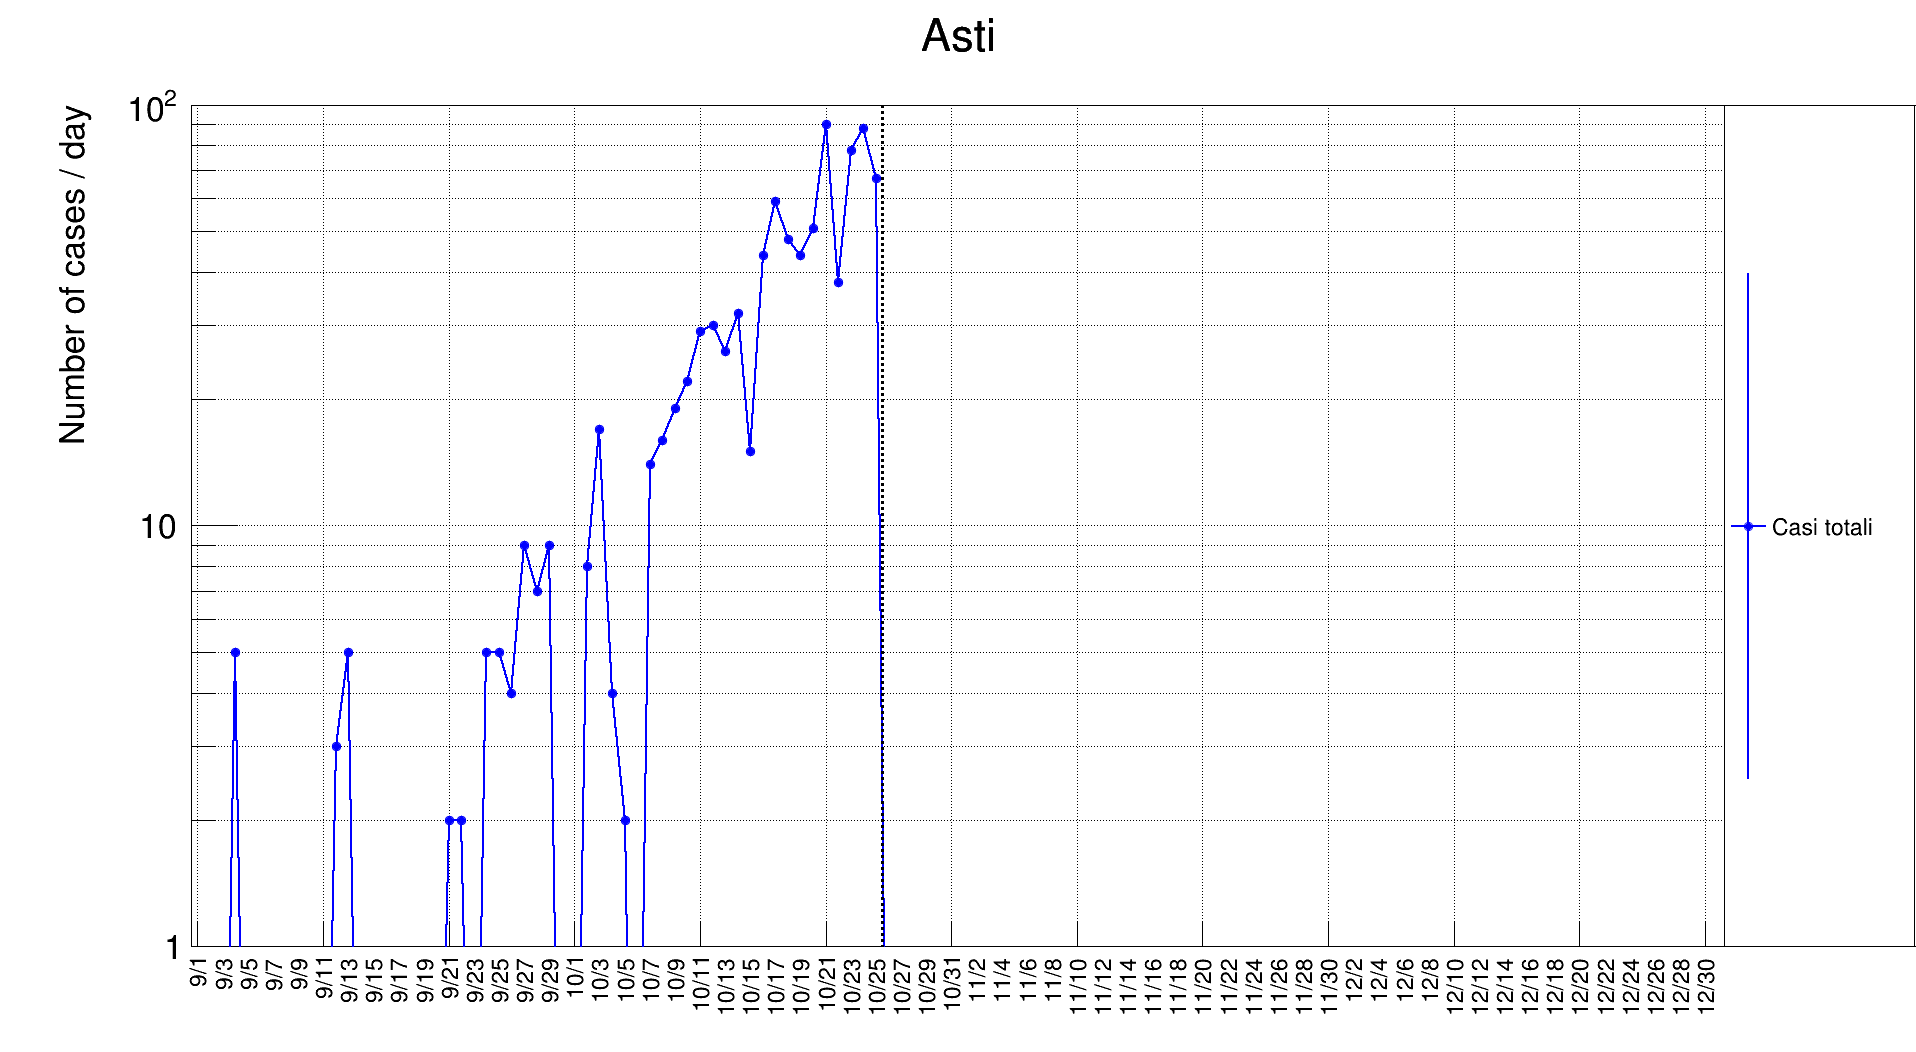 Asti
Number of cases / day
10²
10
1
9/1 9/3 9/5 9/7 9/9 9/11 9/13 9/15 9/17 9/19 9/21 9/23 9/25 9/27 9/29 10/1 10/3 10/5 10/7 10/9 10/11 10/13 10/15 10/17 10/19 10/21 10/23 10/25 10/27 10/29 10/31 11/2 11/4 11/6 11/8 11/10 11/12 11/14 11/16 11/18 11/20 11/22 11/24 11/26 11/28 11/30 12/2 12/4 12/6 12/8 12/10 12/12 12/14 12/16 12/18 12/20 12/22 12/24 12/26 12/28 12/30
Casi totali